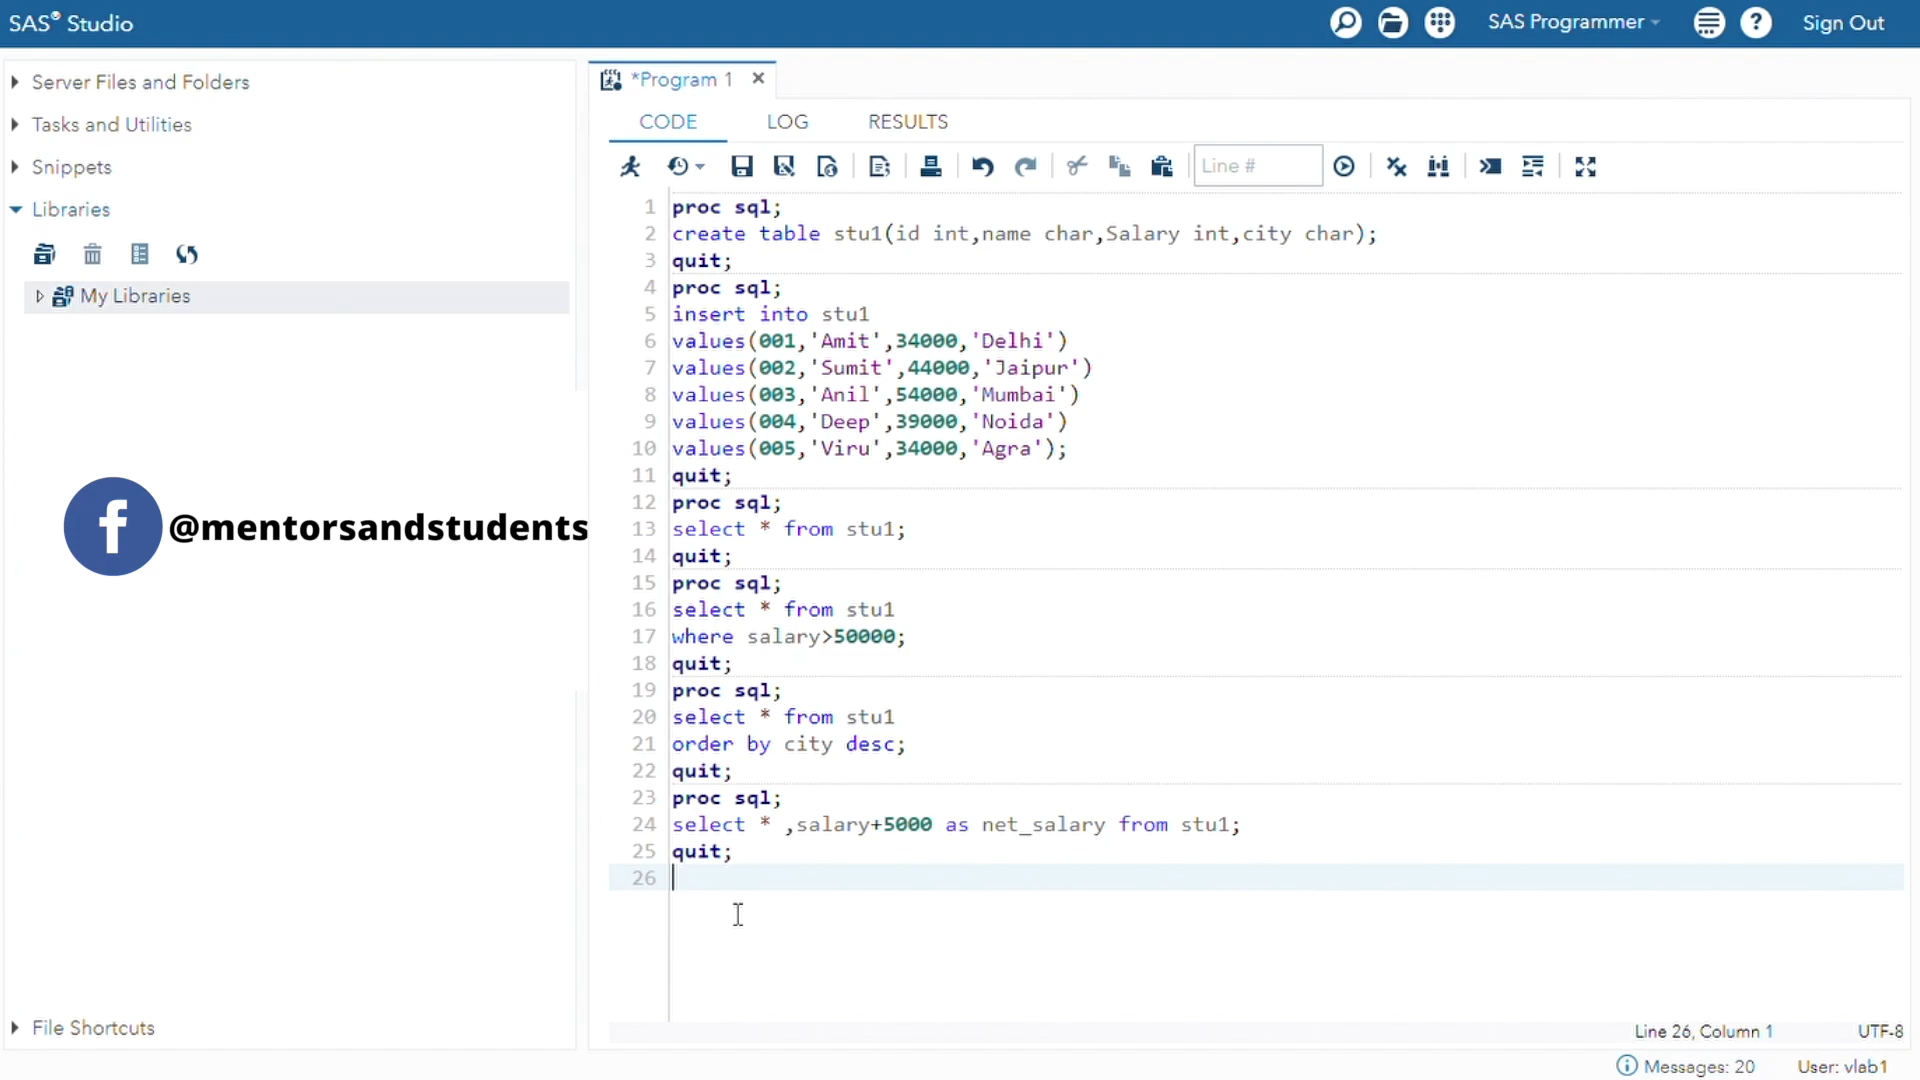 SAS® Studio
SAS Programmer
Sign Out
Server Files and Folders
Tasks and Utilities
Snippets
Libraries
My Libraries
f @mentorsandstudents
File Shortcuts
*Program 1
CODE LOG RESULTS
Line #
1 proc sql;
2 create table stu1(id int,name char,Salary int,city char);
3 quit;
4 proc sql;
5 insert into stu1
6 values(001,'Amit',34000,'Delhi')
7 values(002,'Sumit',44000,'Jaipur')
8 values(003,'Anil',54000,'Mumbai')
9 values(004,'Deep',39000,'Noida')
10 values(005,'Viru',34000,'Agra');
11 quit;
12 proc sql;
13 select * from stu1;
14 quit;
15 proc sql;
16 select * from stu1
17 where salary>50000;
18 quit;
19 proc sql;
20 select * from stu1
21 order by city desc;
22 quit;
23 proc sql;
24 select * ,salary+5000 as net_salary from stu1;
25 quit;
26
Line 26, Column 1
UTF-8
Messages: 20
User: vlab1